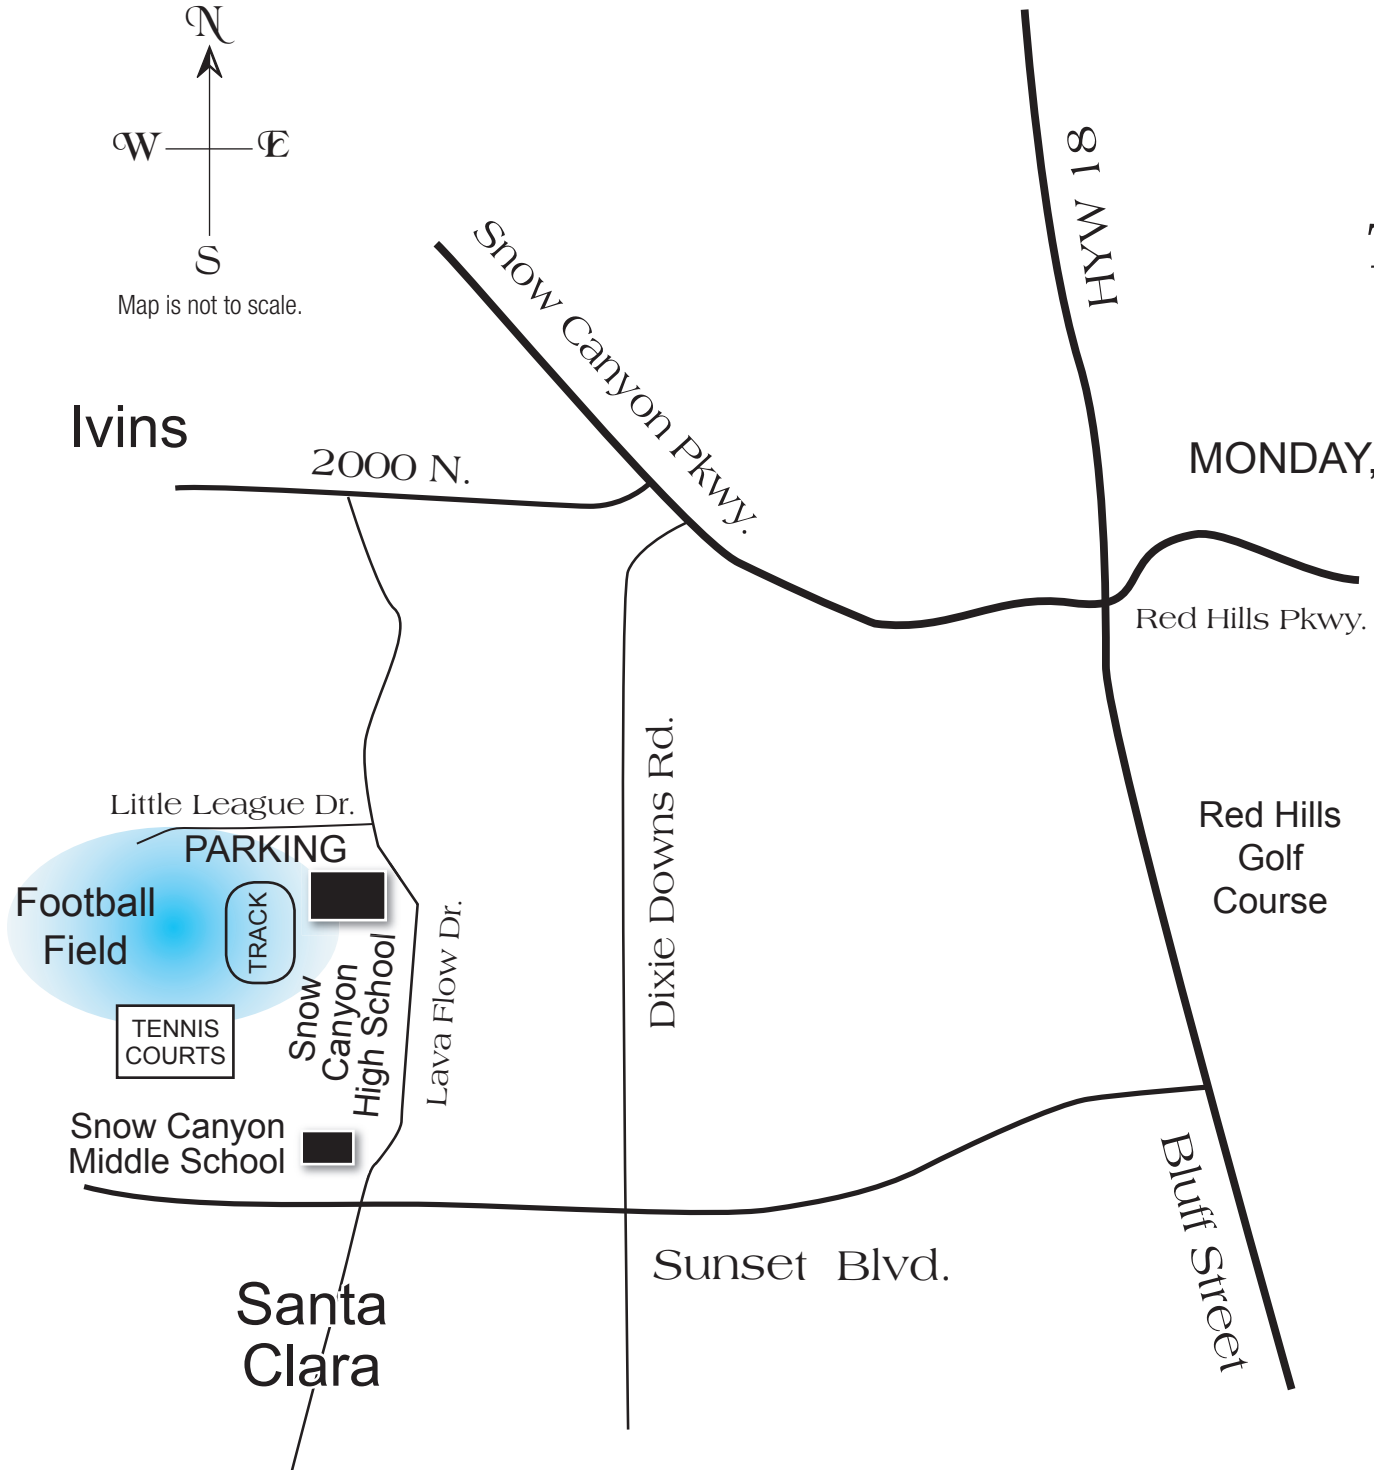 N
W E
S
Map is not to scale.
HYW 18
Snow Canyon Pkwy.
Ivins
2000 N.
MONDAY,
Red Hills Pkwy.
Dixie Downs Rd.
Little League Dr.
PARKING
Football
Field
TRACK
Red Hills
Golf
Course
Snow
Canyon
High School
Lava Flow Dr.
TENNIS
COURTS
Snow Canyon
Middle School
Sunset Blvd.
Bluff Street
Santa
Clara